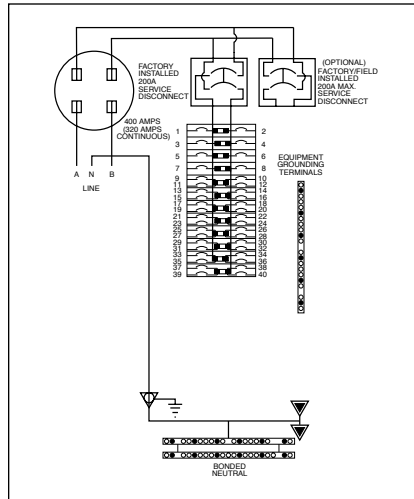 FACTORY
INSTALLED
200A
SERVICE
DISCONNECT
(OPTIONAL)
FACTORY/FIELD
INSTALLED
200A MAX.
SERVICE
DISCONNECT
400 AMPS
(320 AMPS
CONTINUOUS)
A N B
LINE
1 2
3 4
5 6
7 8
9 10
11 12
13 14
15 16
17 18
19 20
21 22
23 24
25 26
27 28
29 30
31 32
33 34
35 36
37 38
39 40
EQUIPMENT
GROUNDING
TERMINALS
BONDED
NEUTRAL